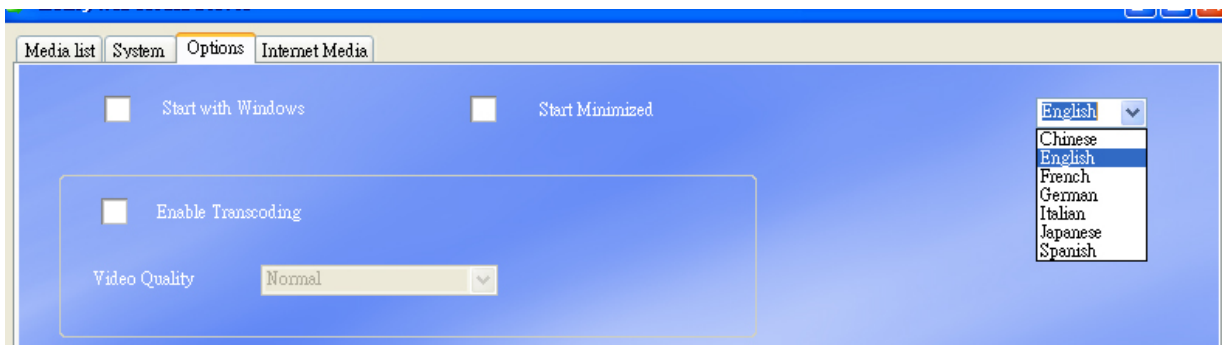 Media list System Options Internet Media
Start with Windows Start Minimized English
Chinese
English
French
German
Italian
Japanese
Spanish
Enable Transcoding
Video Quality Normal